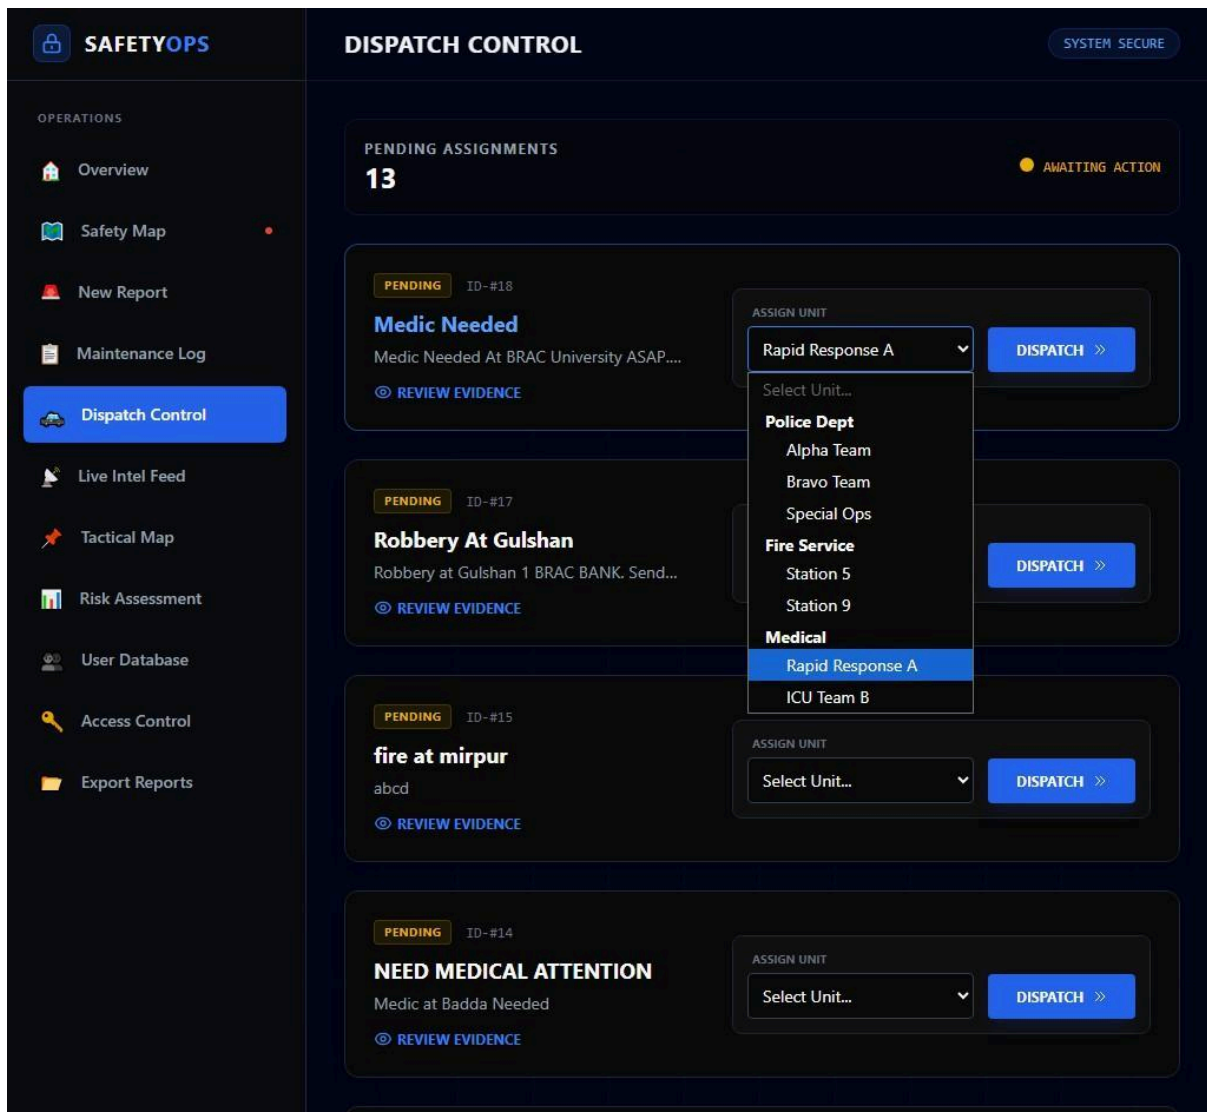 SAFETYOPS
OPERATIONS
Overview
Safety Map
New Report
Maintenance Log
Dispatch Control
Live Intel Feed
Tactical Map
Risk Assessment
User Database
Access Control
Export Reports
DISPATCH CONTROL
SYSTEM SECURE
PENDING ASSIGNMENTS
13
AWAITING ACTION
PENDING ID-#18
Medic Needed
Medic Needed At BRAC University ASAP....
REVIEW EVIDENCE
ASSIGN UNIT
Rapid Response A
DISPATCH »
Select Unit...
Police Dept
Alpha Team
Bravo Team
Special Ops
Fire Service
Station 5
Station 9
Medical
Rapid Response A
ICU Team B
PENDING ID-#17
Robbery At Gulshan
Robbery at Gulshan 1 BRAC BANK. Send...
REVIEW EVIDENCE
DISPATCH »
PENDING ID-#15
fire at mirpur
abcd
REVIEW EVIDENCE
ASSIGN UNIT
Select Unit...
DISPATCH »
PENDING ID-#14
NEED MEDICAL ATTENTION
Medic at Badda Needed
REVIEW EVIDENCE
ASSIGN UNIT
Select Unit...
DISPATCH »